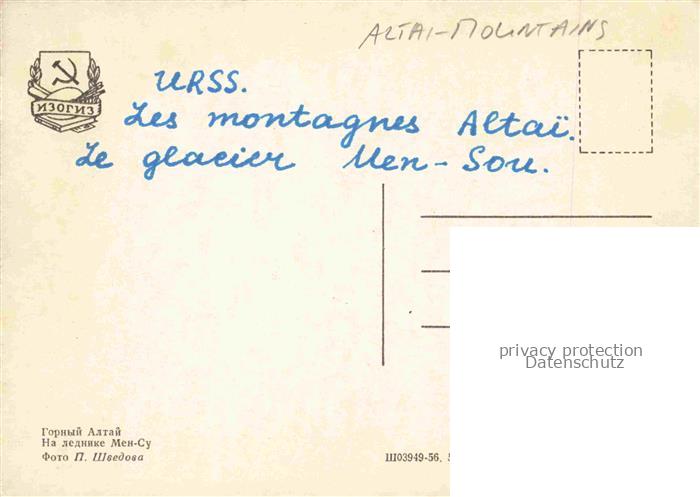 ALTAI-MOUNTAINS
ИЗОГИЗ
URSS.
Les montagnes Altaï.
Le glacier Men-Sou.
privacy protection
Datenschutz
Горный Алтай
На леднике Мен-Су
Фото П. Шведова
Ш03949-56.